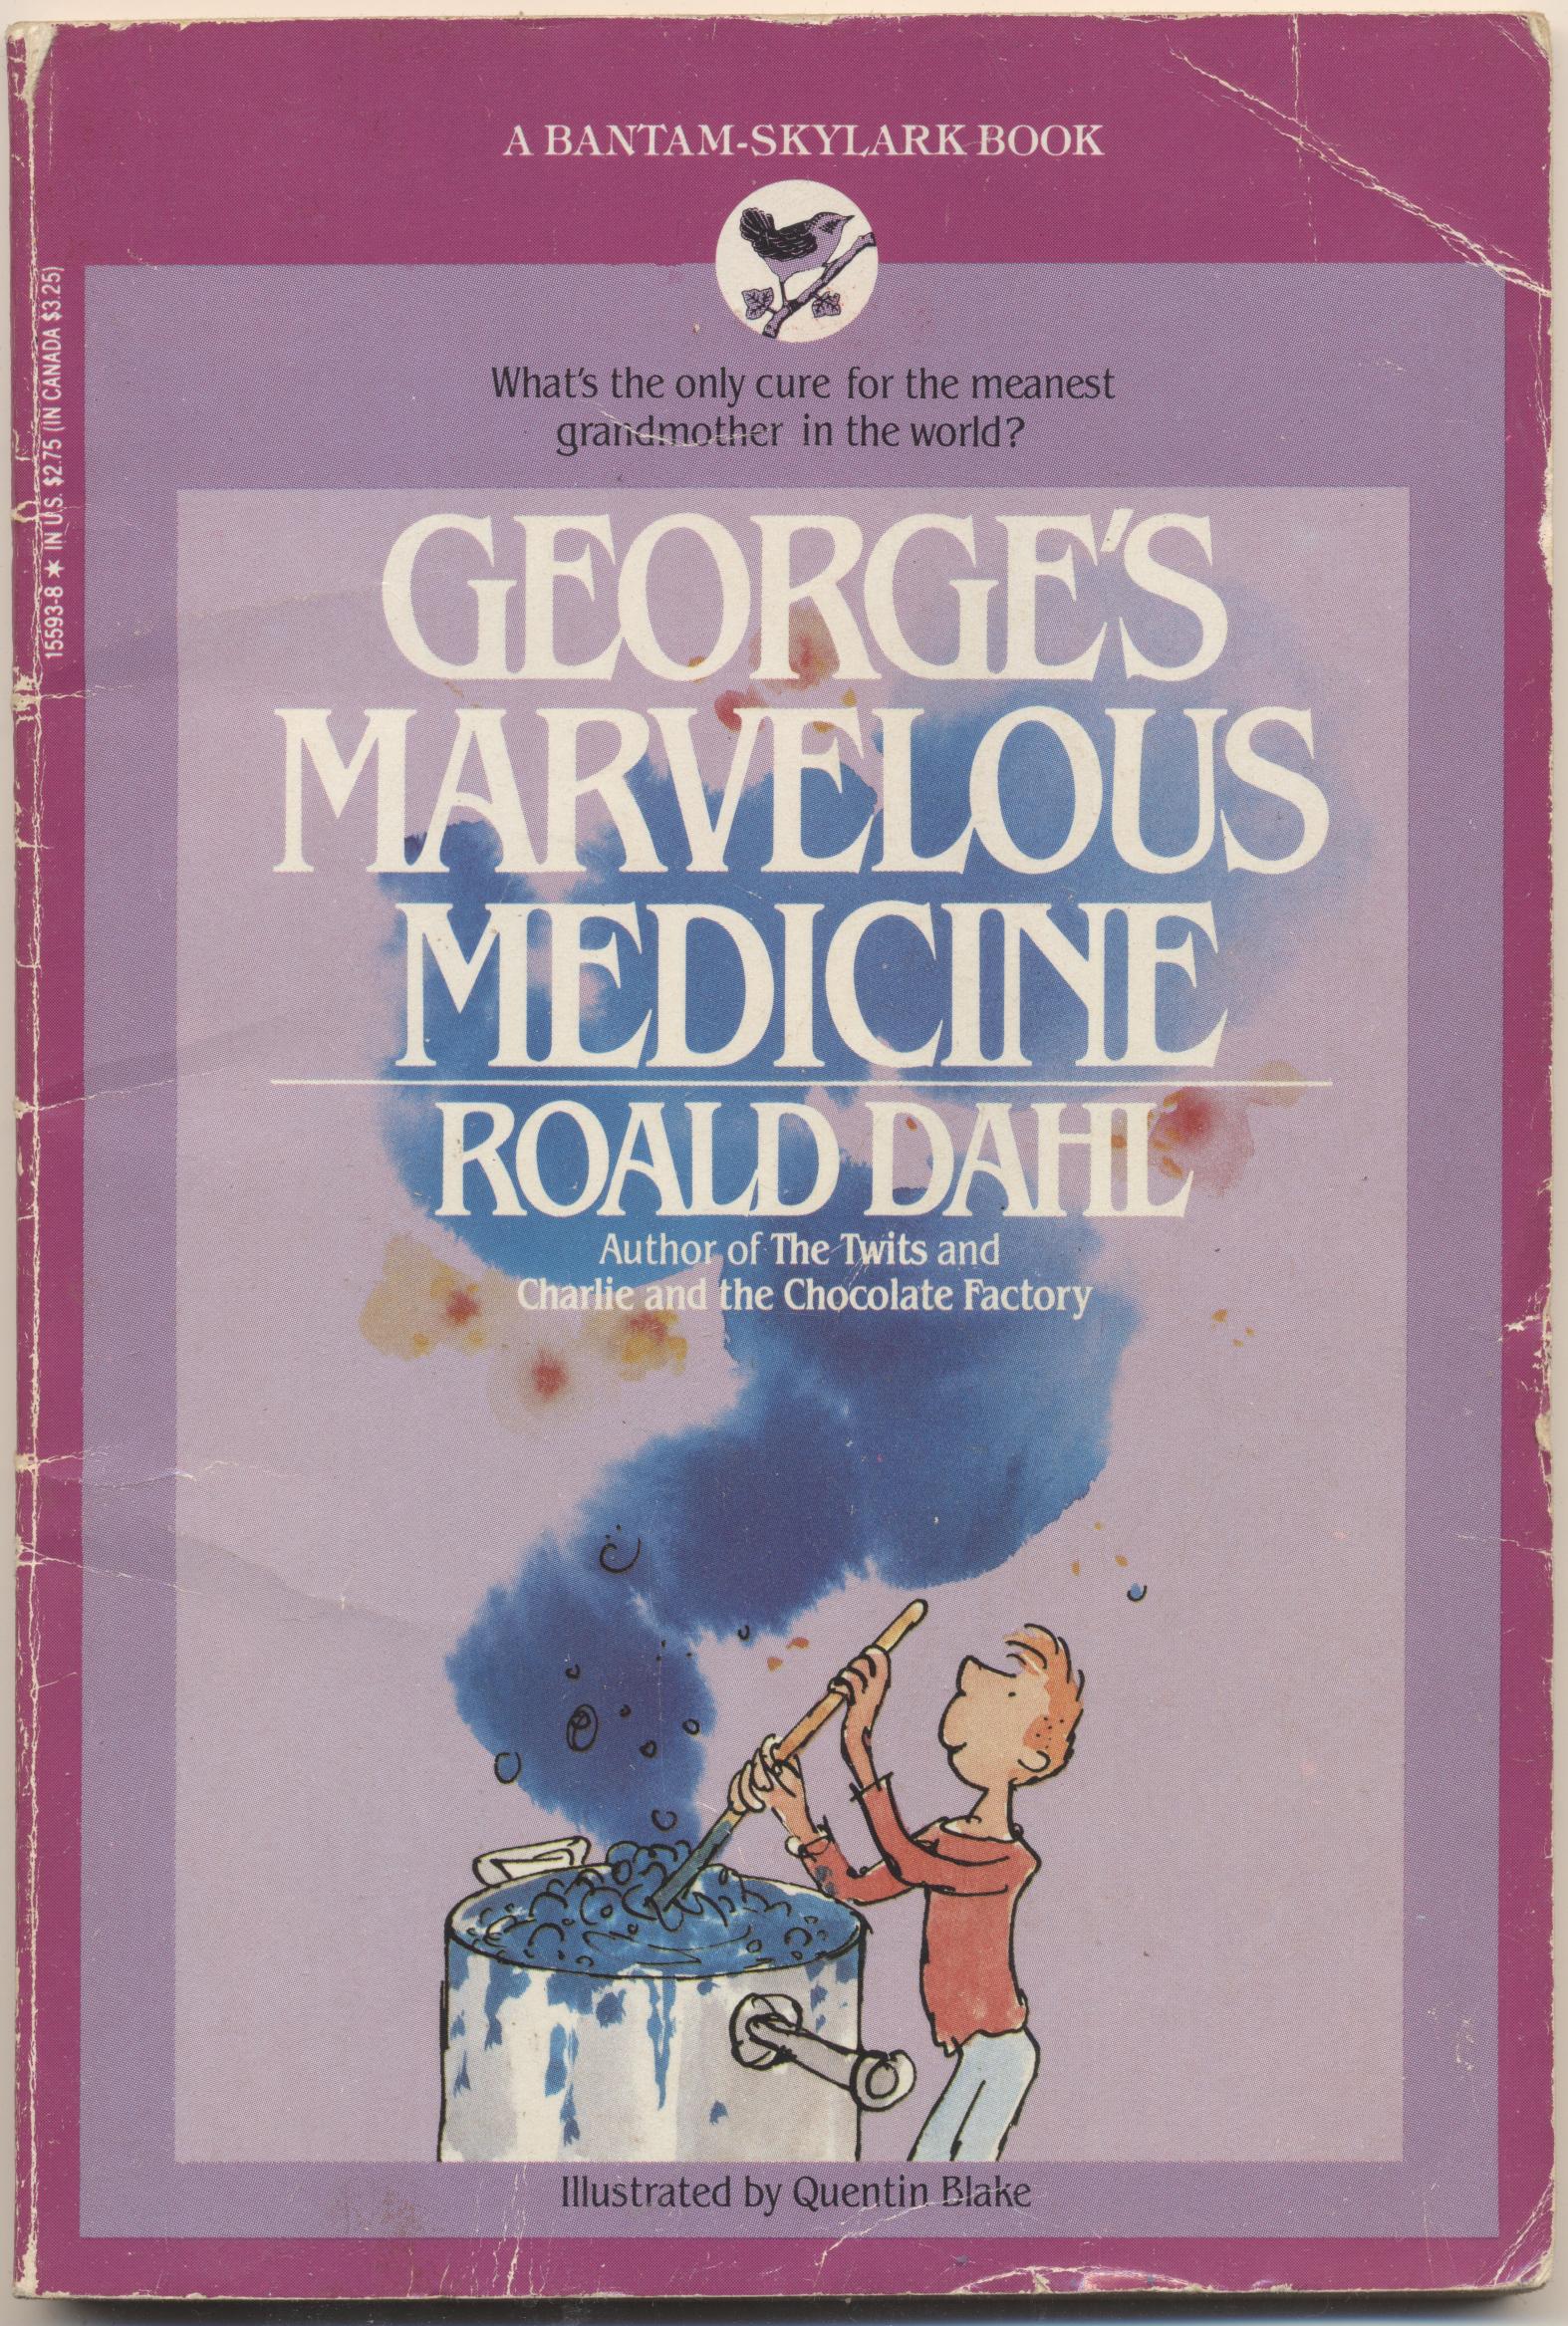 A BANTAM-SKYLARK BOOK
What's the only cure for the meanest
grandmother in the world?
GEORGE'S
MARVELOUS
MEDICINE
ROALD DAHL
Author of The Twits and
Charlie and the Chocolate Factory
Illustrated by Quentin Blake
15593-8 ★ IN U.S. $2.75 (IN CANADA $3.25)